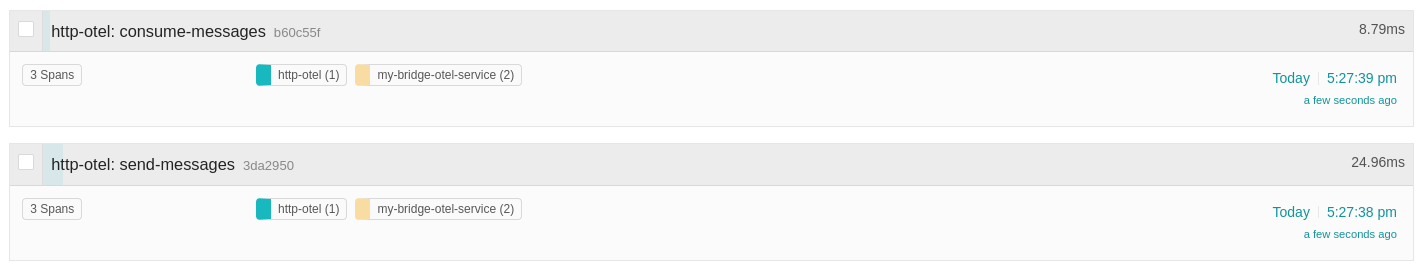 http-otel: consume-messages b60c55f 8.79ms
3 Spans http-otel (1) my-bridge-otel-service (2) Today 5:27:39 pm
a few seconds ago
http-otel: send-messages 3da2950 24.96ms
3 Spans http-otel (1) my-bridge-otel-service (2) Today 5:27:38 pm
a few seconds ago